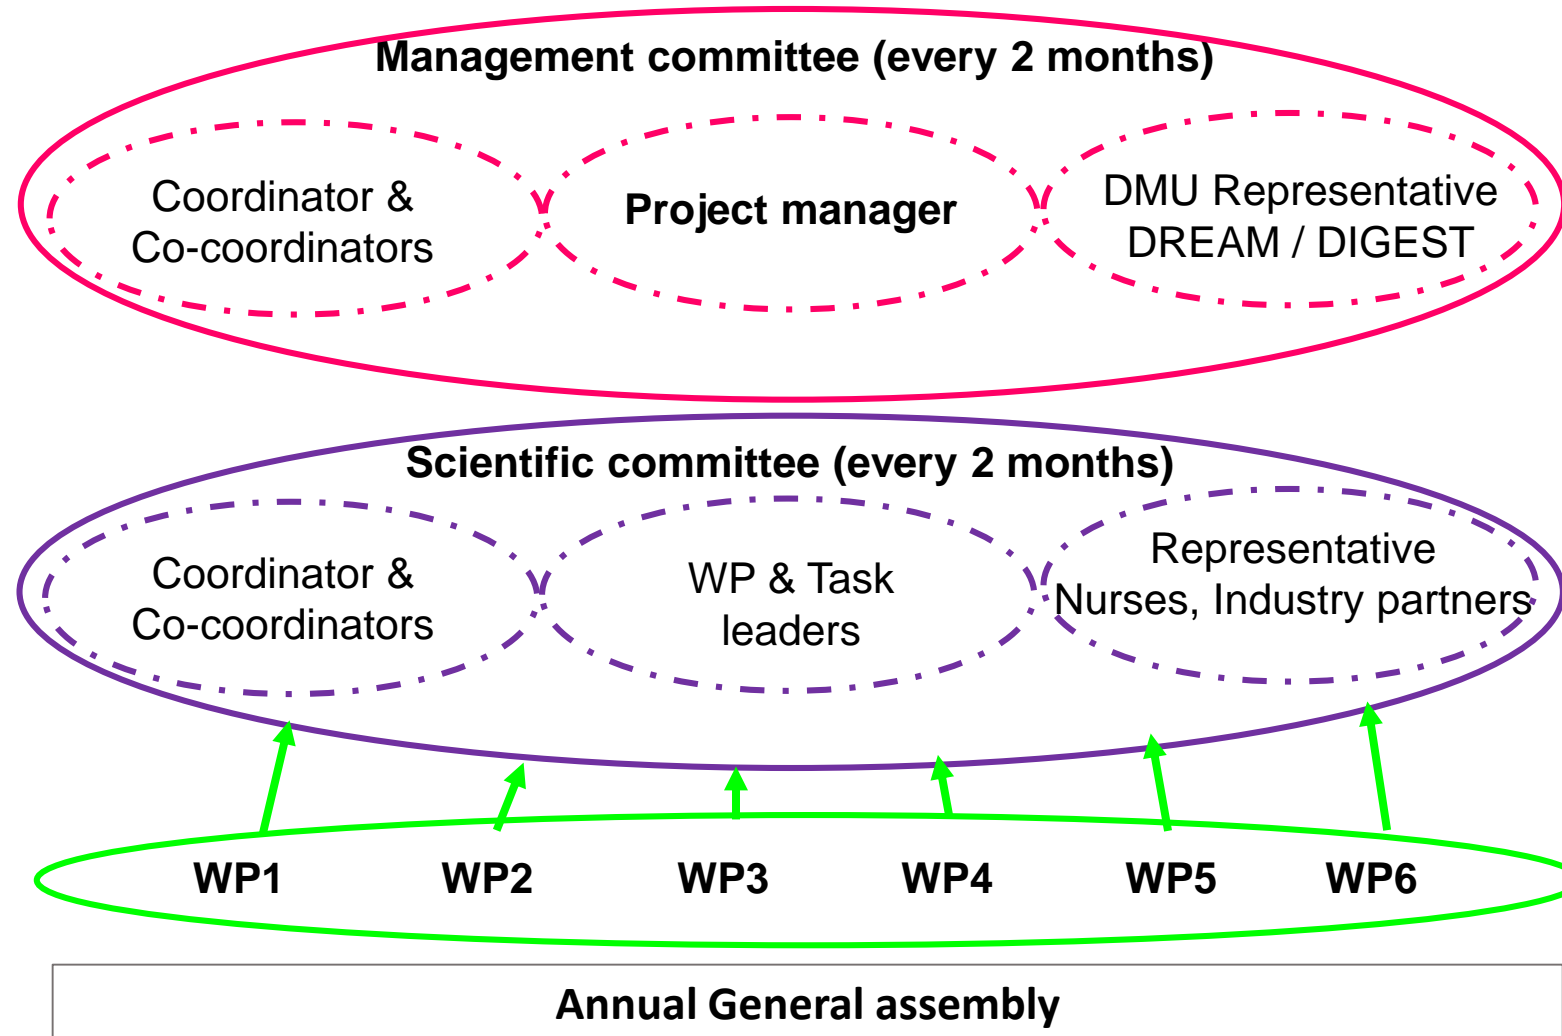 Management committee (every 2 months)
Coordinator &
Co-coordinators
Project manager
DMU Representative
DREAM / DIGEST
Scientific committee (every 2 months)
Coordinator &
Co-coordinators
WP & Task
leaders
Representative
Nurses, Industry partners
WP1 WP2 WP3 WP4 WP5 WP6
Annual General assembly